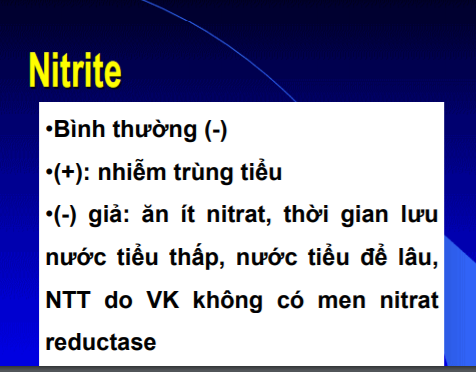 Nitrite
•Bình thường (-)
•(+): nhiễm trùng tiểu
•(-) giả: ăn ít nitrat, thời gian lưu
nước tiểu thấp, nước tiểu để lâu,
NTT do VK không có men nitrat
reductase